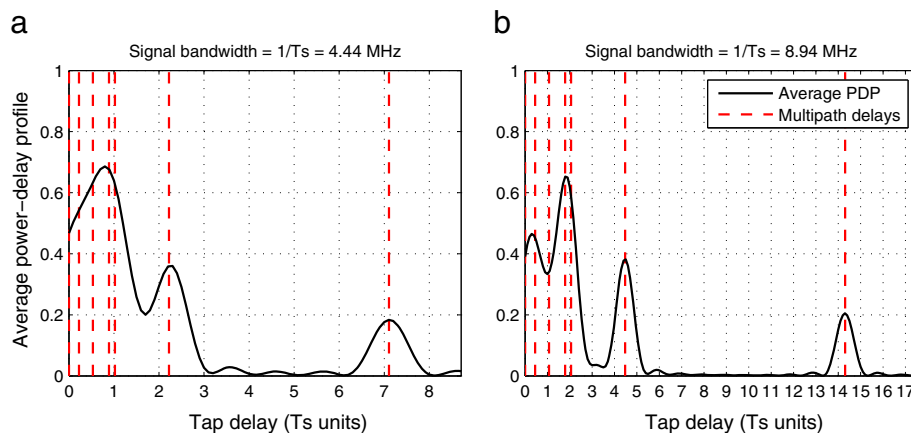 a
Signal bandwidth = 1/Ts = 4.44 MHz
Average power−delay profile
1
0.8
0.6
0.4
0.2
0
0 1 2 3 4 5 6 7 8
Tap delay (Ts units)
b
Signal bandwidth = 1/Ts = 8.94 MHz
Average PDP
Multipath delays
1
0.8
0.6
0.4
0.2
0
0 1 2 3 4 5 6 7 8 9 10 11 12 13 14 15 16 17
Tap delay (Ts units)